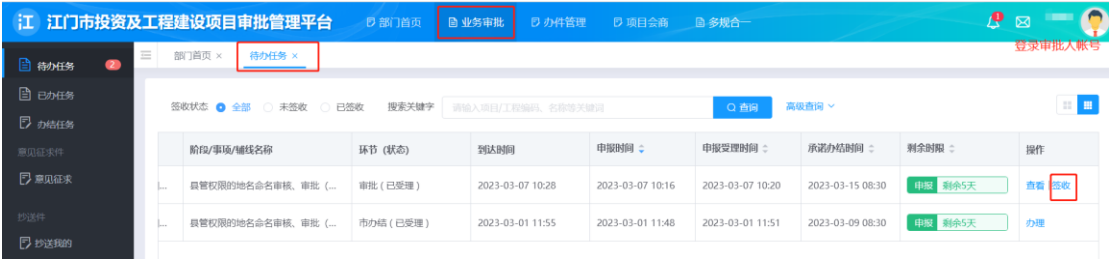 江 江门市投资及工程建设项目审批管理平台 部门首页 业务审批 办件管理 项目会商 多规合一
登录审批人帐号
待办任务 2
部门首页 × 待办任务 ×
已办任务
办结任务
意见征求件
意见征求
抄送件
抄送我的
签收状态 全部 未签收 已签收 搜索关键字 请输入项目/工程编码、名称等关键词 查询 高级查询
阶段/事项/辅线名称 环节（状态） 到达时间 申报时间 申报受理时间 承诺办结时间 剩余时限 操作
... 县管权限的地名命名审核、审批（... 审批（已受理） 2023-03-07 10:28 2023-03-07 10:16 2023-03-07 10:20 2023-03-15 08:30 申报 剩余5天 查看 签收
... 县管权限的地名命名审核、审批（... 市办结（已受理） 2023-03-01 11:55 2023-03-01 11:48 2023-03-01 11:51 2023-03-09 08:30 申报 剩余5天 办理